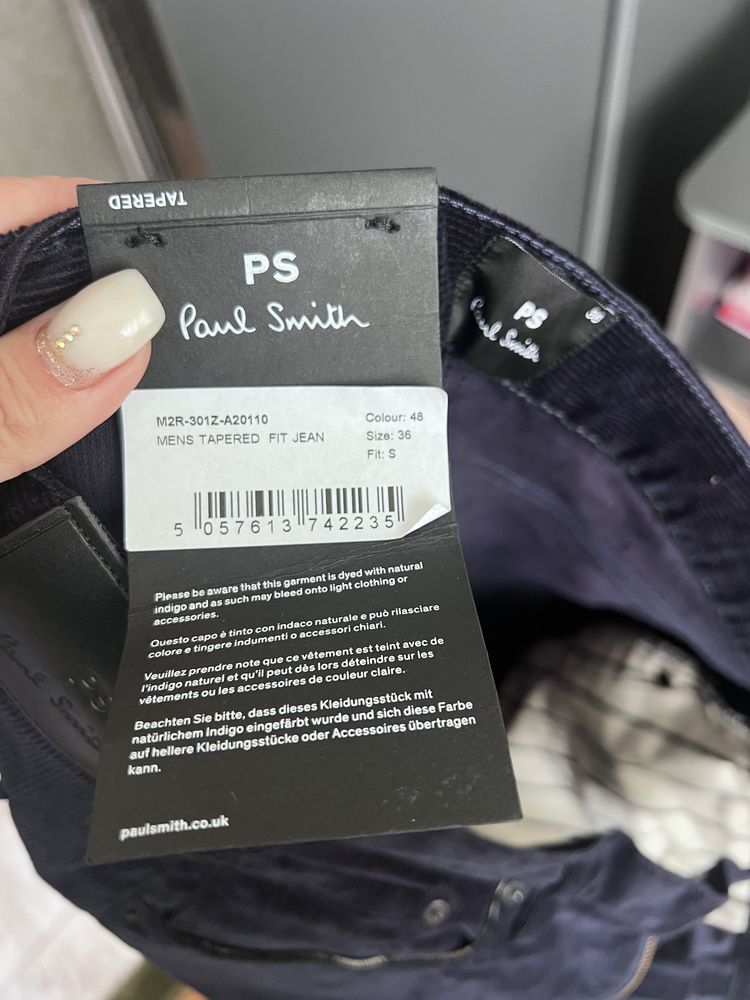 TAPERED
PS
Paul Smith
PS
Paul Smith
M2R-301Z-A20110
Colour: 48
MENS TAPERED FIT JEAN
Size: 36
Fit: S
5 057613 742235
Please be aware that this garment is dyed with natural
indigo and as such may bleed onto light clothing or
accessories.
Questo capo è tinto con indaco naturale e può rilasciare
colore e tingere indumenti o accessori chiari.
Veuillez prendre note que ce vêtement est teint avec de
l'indigo naturel et qu'il peut dès lors déteindre sur les
vêtements ou les accessoires de couleur claire.
Beachten Sie bitte, dass dieses Kleidungsstück mit
natürlichem Indigo eingefärbt wurde und sich diese Farbe
auf hellere Kleidungsstücke oder Accessoires übertragen
kann.
paulsmith.co.uk
PS
Paul Smith